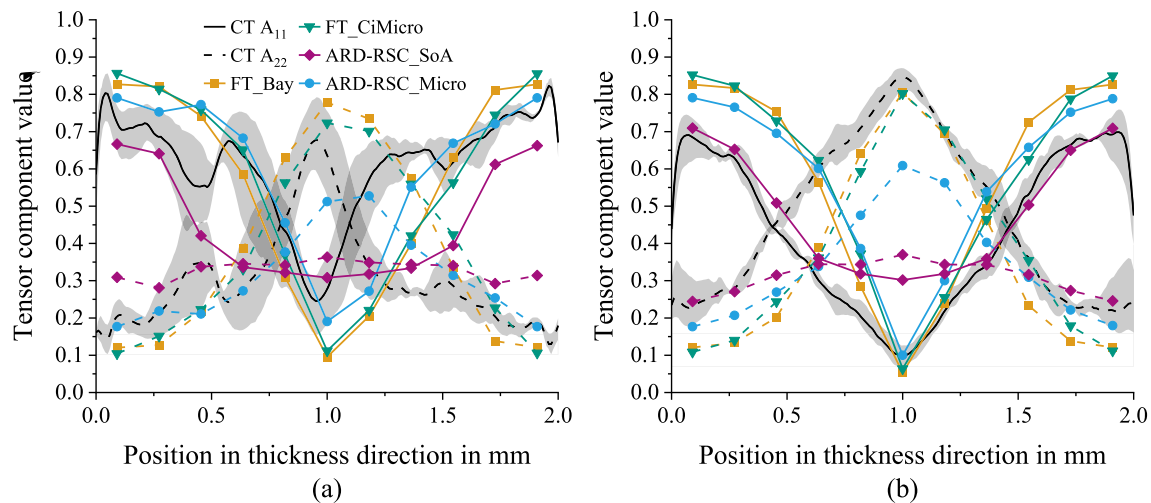 CT A₁₁
CT A₂₂
FT_Bay
FT_CiMicro
ARD-RSC_SoA
ARD-RSC_Micro
Tensor component value
1.0
0.9
0.8
0.7
0.6
0.5
0.4
0.3
0.2
0.1
0.0
0.0
0.5
1.0
1.5
2.0
Position in thickness direction in mm
(a)
Tensor component value
1.0
0.9
0.8
0.7
0.6
0.5
0.4
0.3
0.2
0.1
0.0
0.0
0.5
1.0
1.5
2.0
Position in thickness direction in mm
(b)